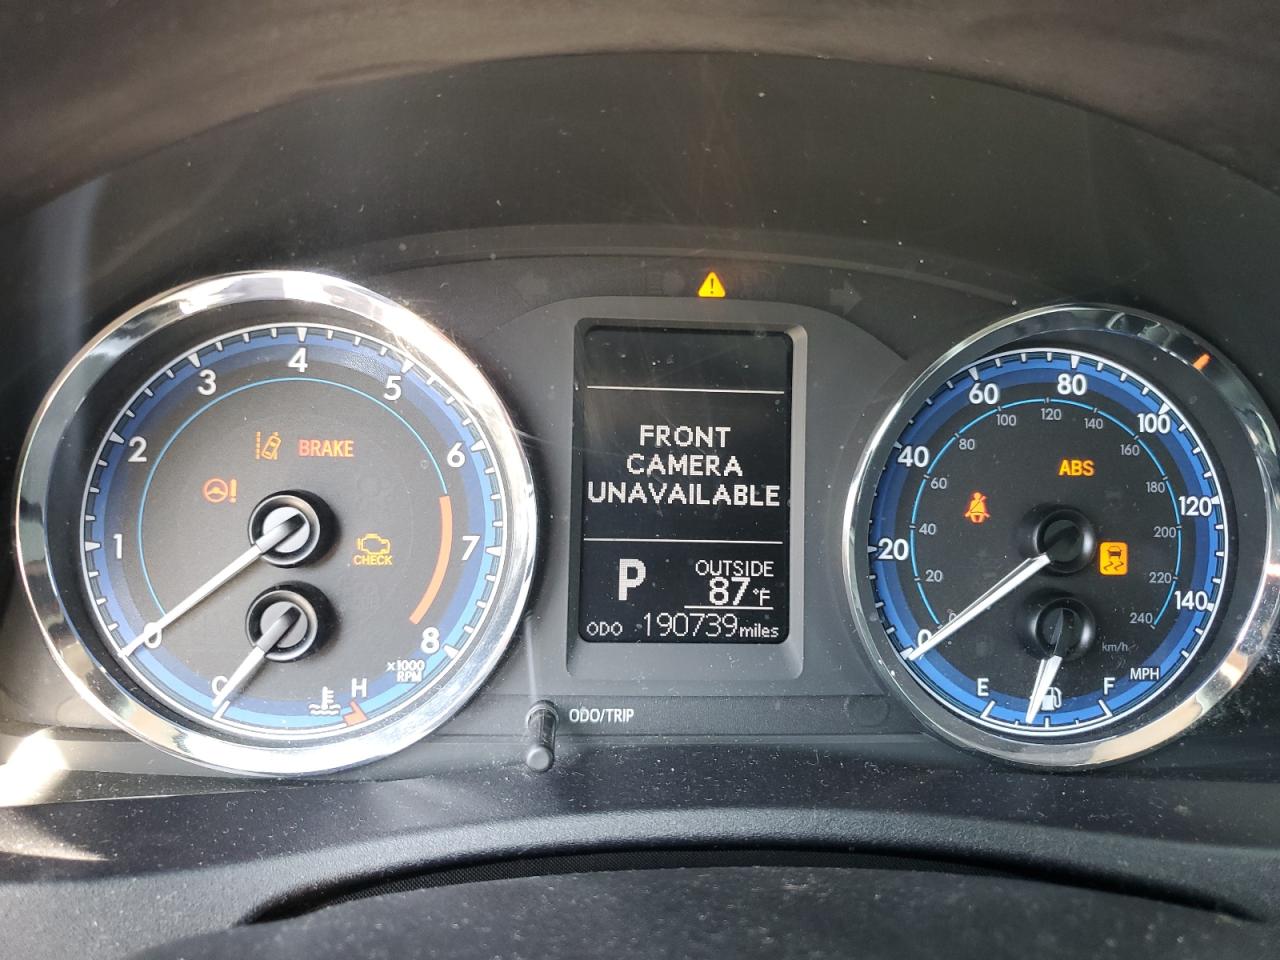 0
1
2
3
4
5
6
7
8
x1000
RPM
BRAKE
!
CHECK
C
H
!
FRONT
CAMERA
UNAVAILABLE
P
OUTSIDE
87°F
ODO 190739 miles
ODO/TRIP
0
20
40
60
80
100
120
140
MPH
20
40
60
80
100
120
140
160
180
200
220
240
km/h
ABS
E
F